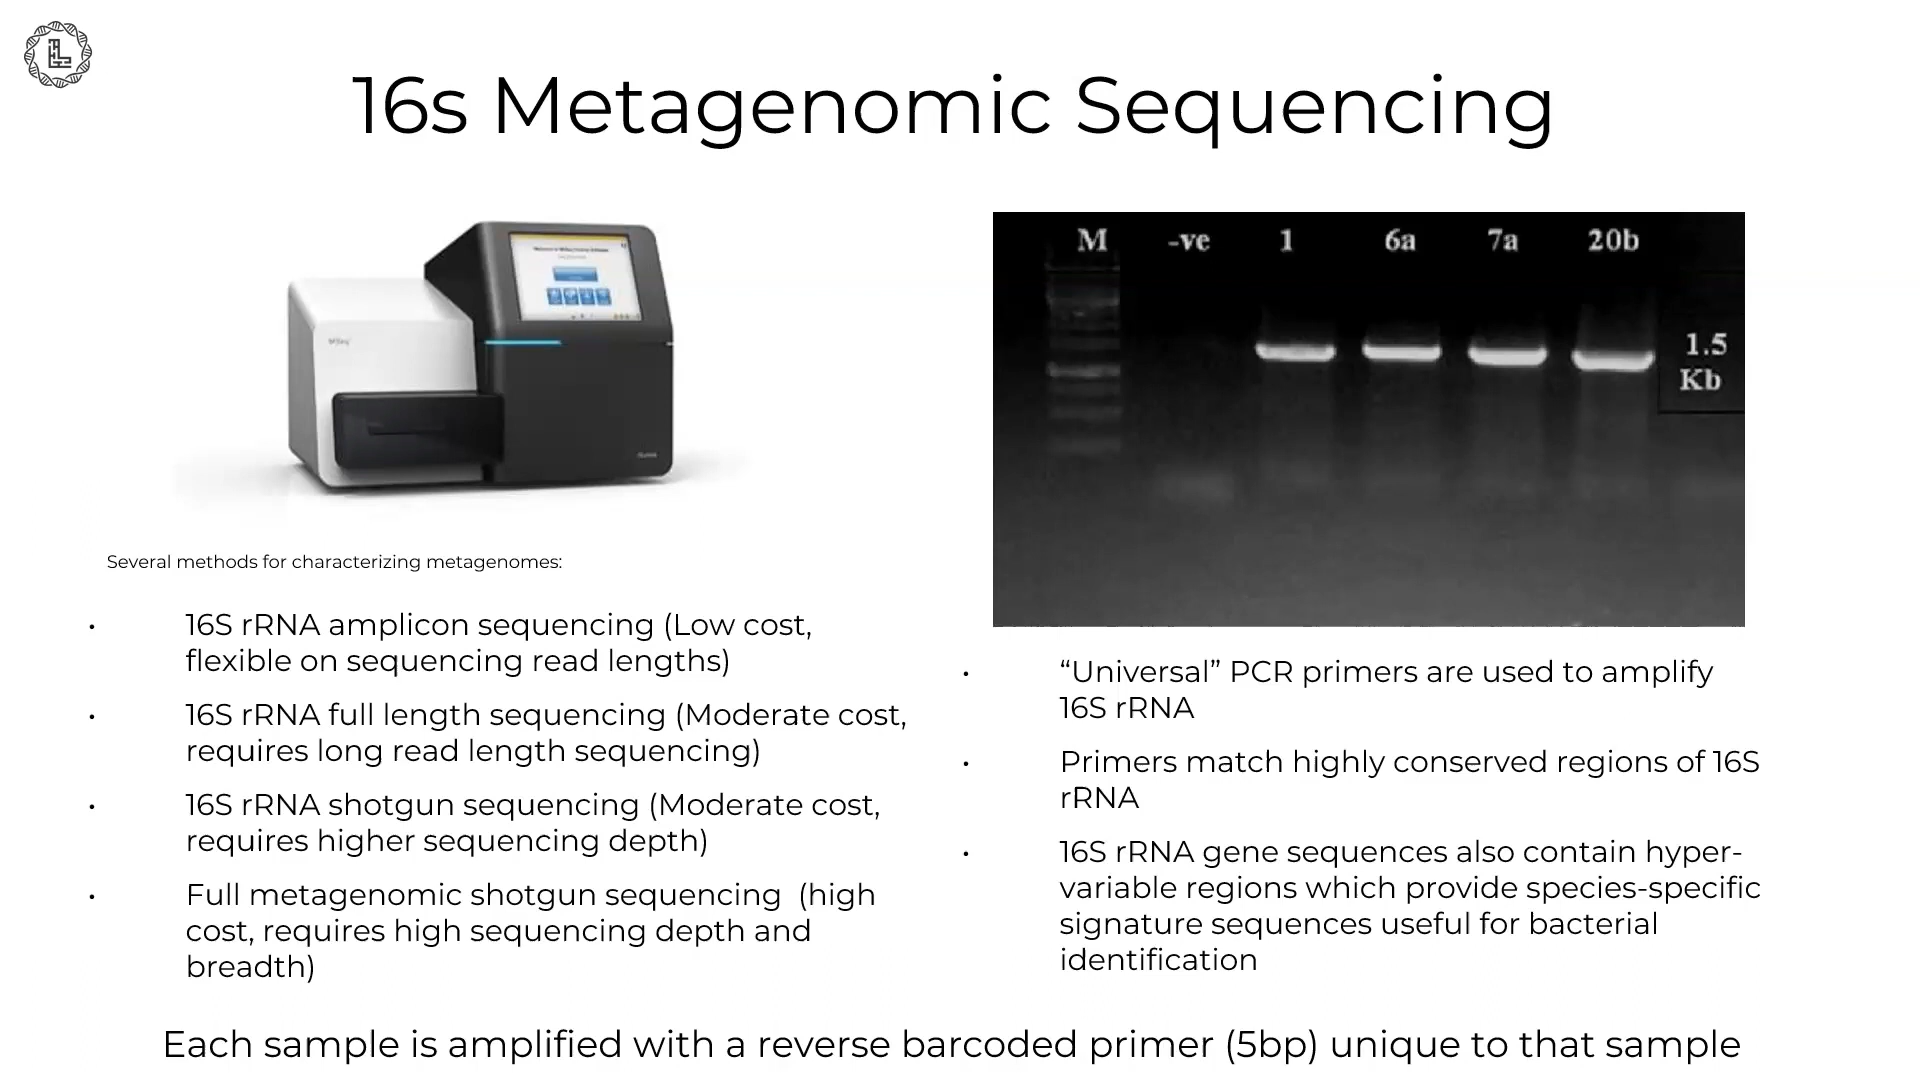 16s Metagenomic Sequencing
MiSeq
M -ve 1 6a 7a 20b
1.5
Kb
Several methods for characterizing metagenomes:
• 16S rRNA amplicon sequencing (Low cost,
flexible on sequencing read lengths)
• 16S rRNA full length sequencing (Moderate cost,
requires long read length sequencing)
• 16S rRNA shotgun sequencing (Moderate cost,
requires higher sequencing depth)
• Full metagenomic shotgun sequencing  (high
cost, requires high sequencing depth and
breadth)
• “Universal” PCR primers are used to amplify
16S rRNA
• Primers match highly conserved regions of 16S
rRNA
• 16S rRNA gene sequences also contain hyper-
variable regions which provide species-specific
signature sequences useful for bacterial
identification
Each sample is amplified with a reverse barcoded primer (5bp) unique to that sample